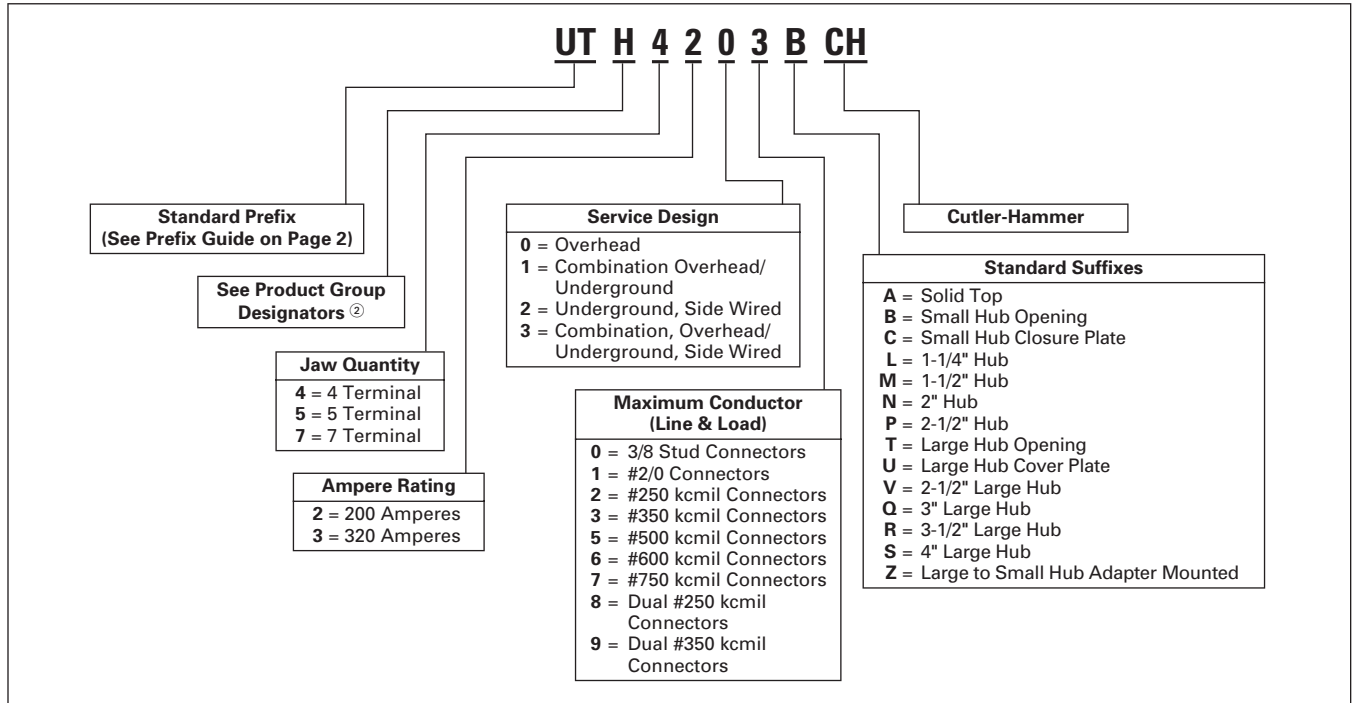 UT H 4 2 0 3 B CH
Standard Prefix
(See Prefix Guide on Page 2)
See Product Group
Designators ②
Jaw Quantity
4 = 4 Terminal
5 = 5 Terminal
7 = 7 Terminal
Ampere Rating
2 = 200 Amperes
3 = 320 Amperes
Service Design
0 = Overhead
1 = Combination Overhead/
Underground
2 = Underground, Side Wired
3 = Combination, Overhead/
Underground, Side Wired
Maximum Conductor
(Line & Load)
0 = 3/8 Stud Connectors
1 = #2/0 Connectors
2 = #250 kcmil Connectors
3 = #350 kcmil Connectors
5 = #500 kcmil Connectors
6 = #600 kcmil Connectors
7 = #750 kcmil Connectors
8 = Dual #250 kcmil
Connectors
9 = Dual #350 kcmil
Connectors
Cutler-Hammer
Standard Suffixes
A = Solid Top
B = Small Hub Opening
C = Small Hub Closure Plate
L = 1-1/4" Hub
M = 1-1/2" Hub
N = 2" Hub
P = 2-1/2" Hub
T = Large Hub Opening
U = Large Hub Cover Plate
V = 2-1/2" Large Hub
Q = 3" Large Hub
R = 3-1/2" Large Hub
S = 4" Large Hub
Z = Large to Small Hub Adapter Mounted